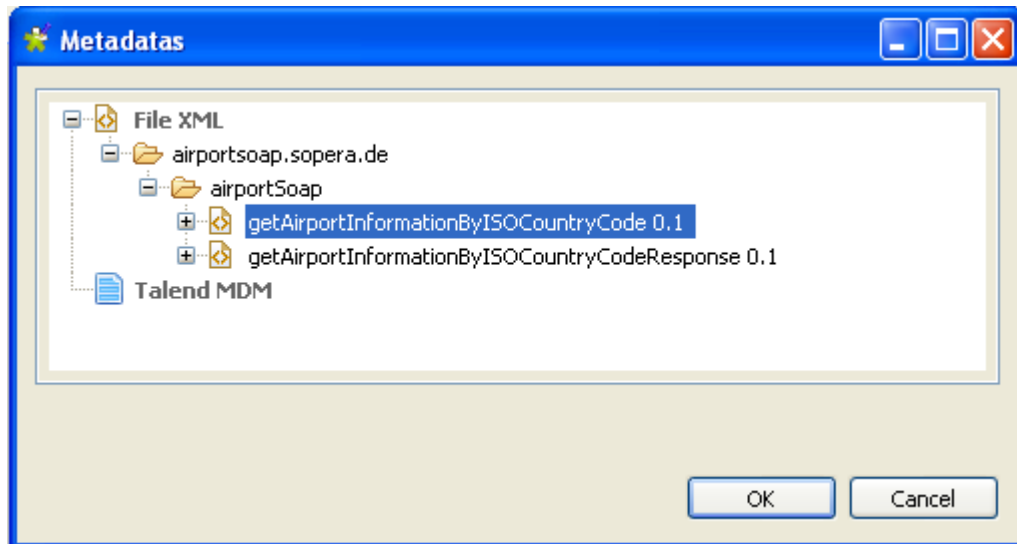 Metadatas
File XML
airportsoap.sopera.de
airportSoap
getAirportInformationByISOCountryCode 0.1
getAirportInformationByISOCountryCodeResponse 0.1
Talend MDM
OK Cancel